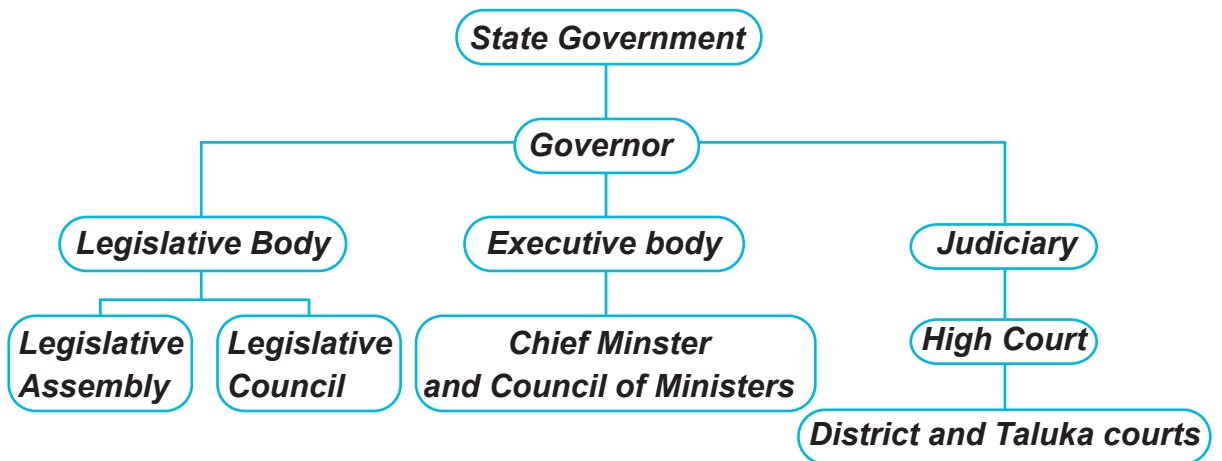 State Government
Governor
Legislative Body
Executive body
Judiciary
Legislative
Assembly
Legislative
Council
Chief Minster
and Council of Ministers
High Court
District and Taluka courts